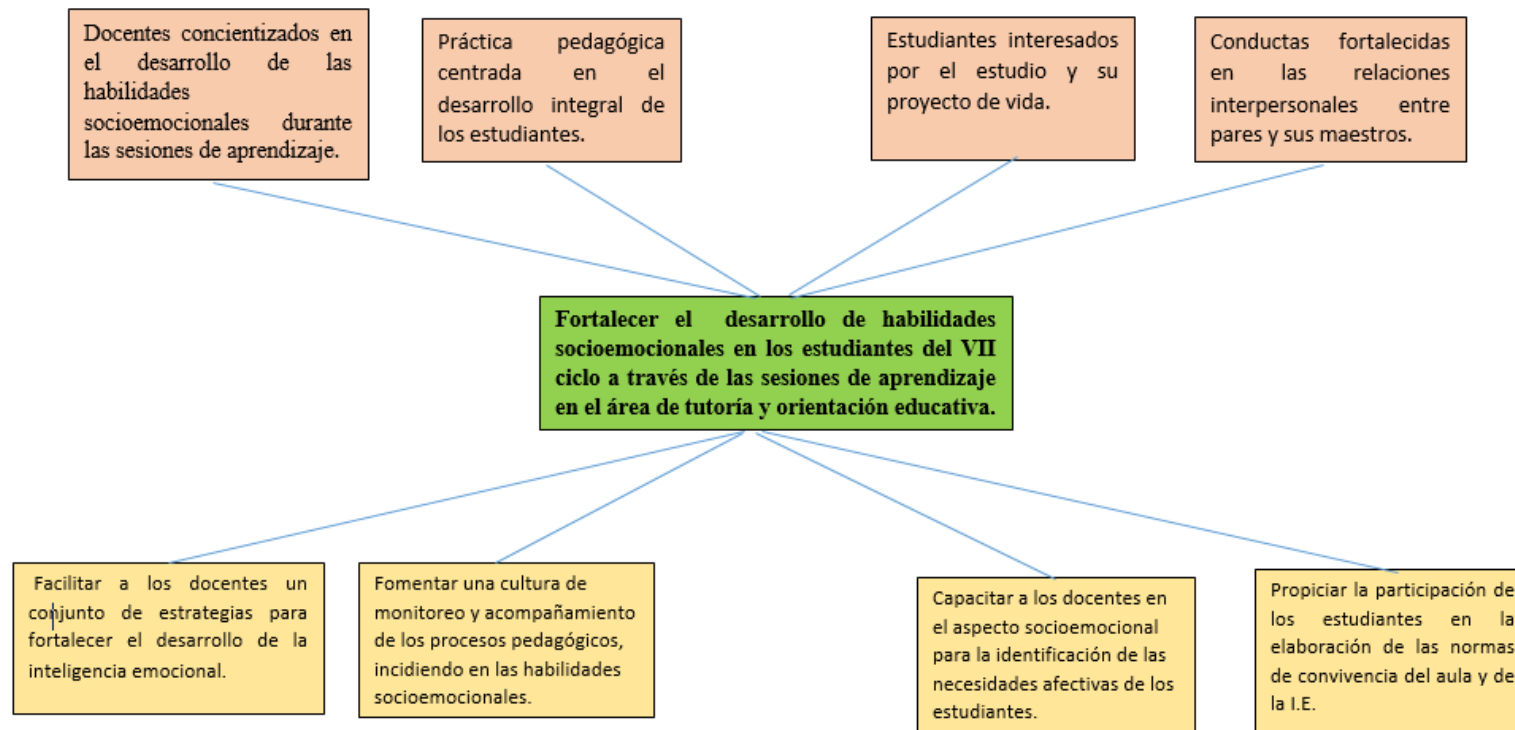 Docentes concientizados en
el desarrollo de las
habilidades
socioemocionales durante
las sesiones de aprendizaje.
Práctica pedagógica
centrada en el
desarrollo integral de
los estudiantes.
Estudiantes interesados
por el estudio y su
proyecto de vida.
Conductas fortalecidas
en las relaciones
interpersonales entre
pares y sus maestros.
Fortalecer el desarrollo de habilidades
socioemocionales en los estudiantes del VII
ciclo a través de las sesiones de aprendizaje
en el área de tutoría y orientación educativa.
Facilitar a los docentes un
conjunto de estrategias para
fortalecer el desarrollo de la
inteligencia emocional.
Fomentar una cultura de
monitoreo y acompañamiento
de los procesos pedagógicos,
incidiendo en las habilidades
socioemocionales.
Capacitar a los docentes en
el aspecto socioemocional
para la identificación de las
necesidades afectivas de los
estudiantes.
Propiciar la participación de
los estudiantes en la
elaboración de las normas
de convivencia del aula y de
la I.E.